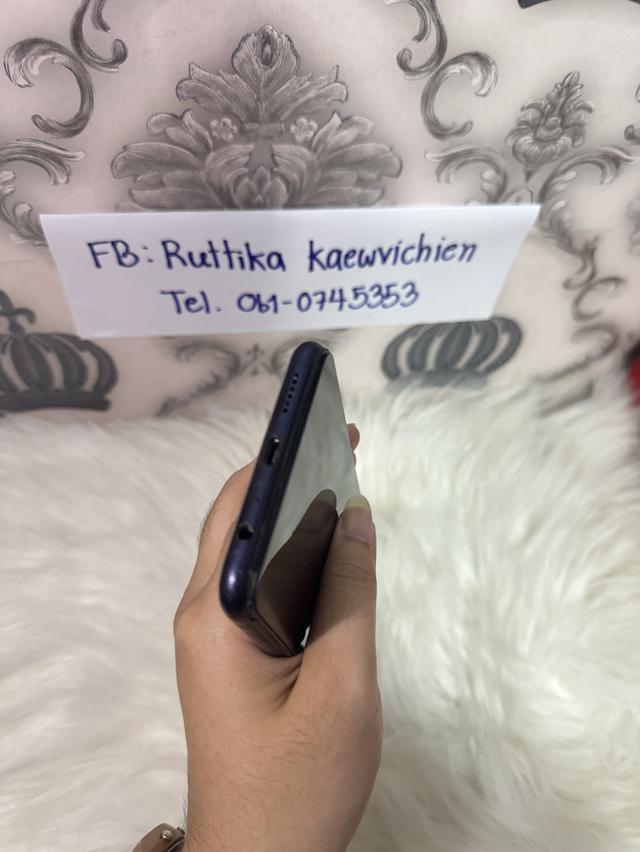 FB: Ruttika kaewvichien
Tel. 061-0745353